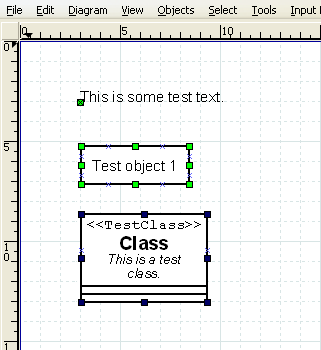 File Edit Diagram View Objects Select Tools Input
0 5 10
0
This is some test text.
5
Test object 1
<<TestClass>>
Class
This is a test
class.
10